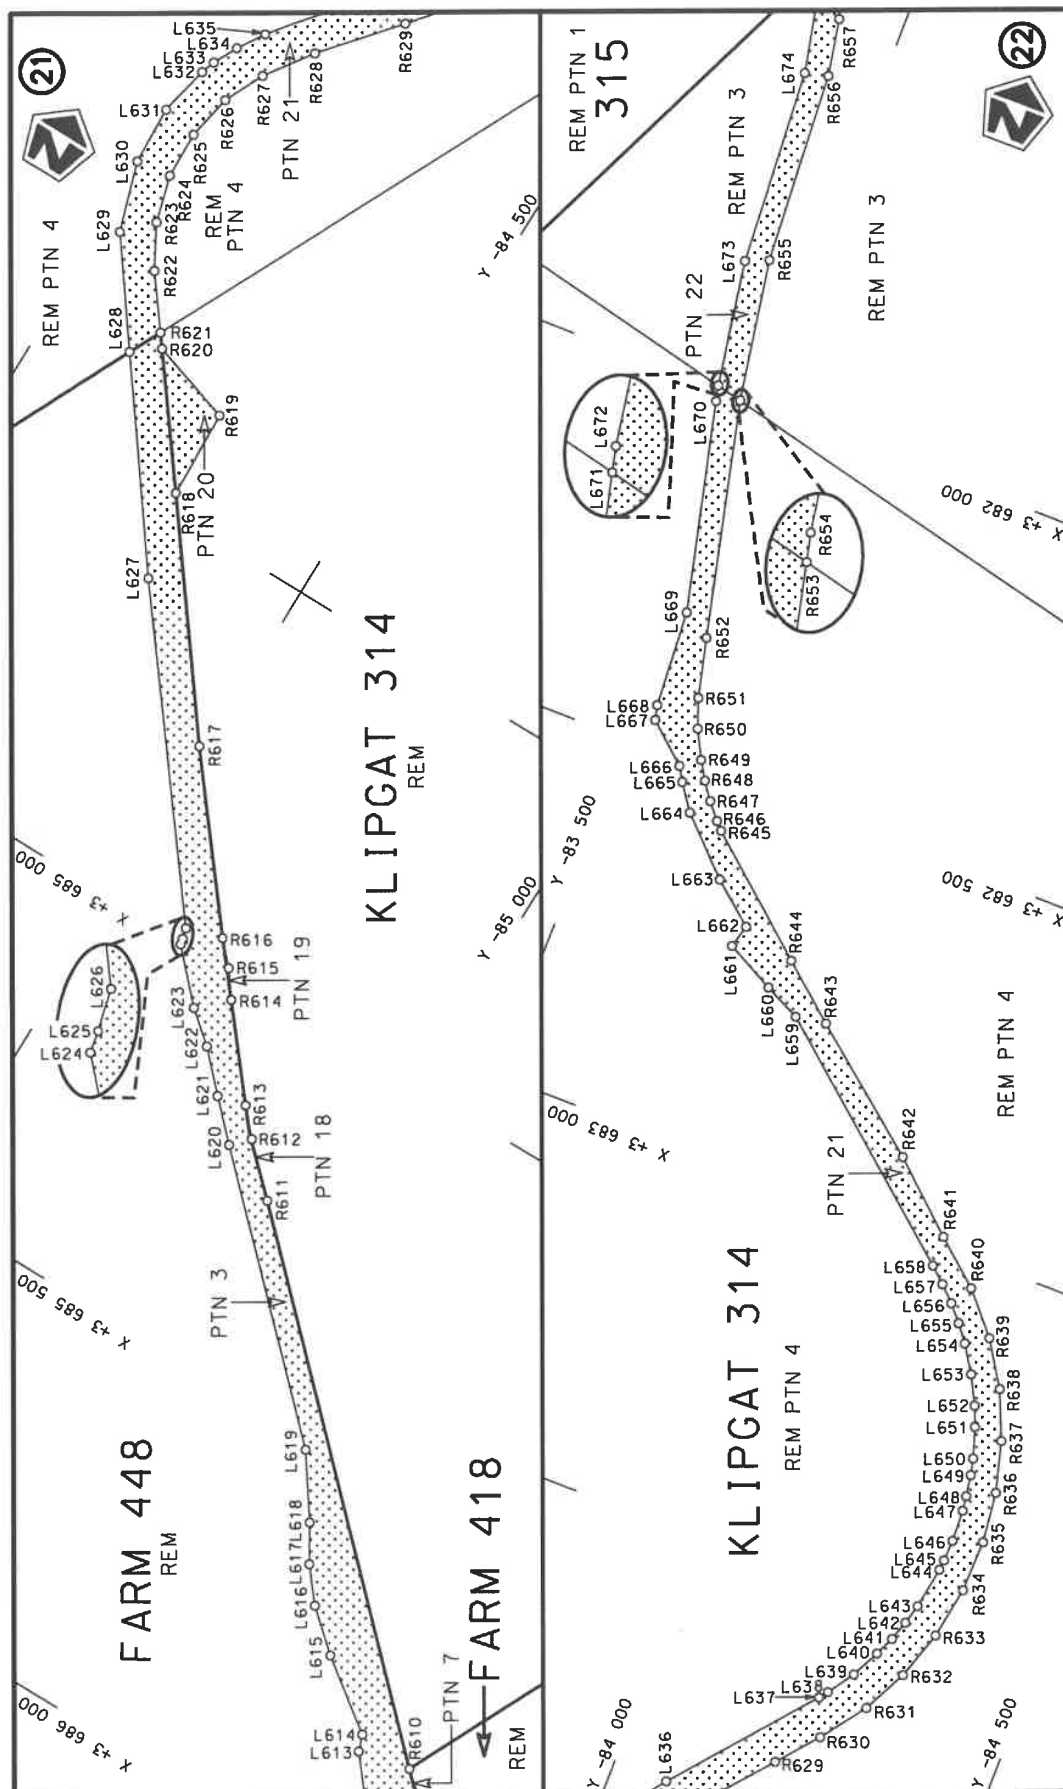 21
N
REM PTN 4
L635
L634
L633
L632
L631
L630
L629
L628
L627
R629
R628
R627
R626
R625
R624
R623
R622
R621
R620
R619
R618
PTN 21
REM
PTN 4
PTN 20
Y -84 500
R617
KLIPGAT 314
REM
X +3 685 000
Y -85 000
L626
L625
L624
L623
L622
L621
L620
R616
R615
R614
R613
R612
R611
PTN 19
PTN 18
PTN 3
X +3 685 500
FARM 448
REM
L619
L618
L617
L616
L615
L614
L613
R610
PTN 7
FARM 418
REM
X +3 686 000
22
N
REM PTN 1
315
REM PTN 3
REM PTN 3
L674
L673
L672
L671
L670
L669
L668
L667
L666
L665
L664
L663
L662
L661
L660
L659
R657
R656
R655
R654
R653
R652
R651
R650
R649
R648
R647
R646
R645
R644
R643
R642
R641
R640
R639
R638
R637
R636
R635
R634
R633
R632
R631
R630
R629
PTN 22
X +3 682 000
Y -83 500
X +3 682 500
X +3 683 000
REM PTN 4
PTN 21
KLIPGAT 314
REM PTN 4
L658
L657
L656
L655
L654
L653
L652
L651
L650
L649
L648
L647
L646
L645
L644
L643
L642
L641
L640
L639
L638
L637
L636
Y -84 000
Y -84 500